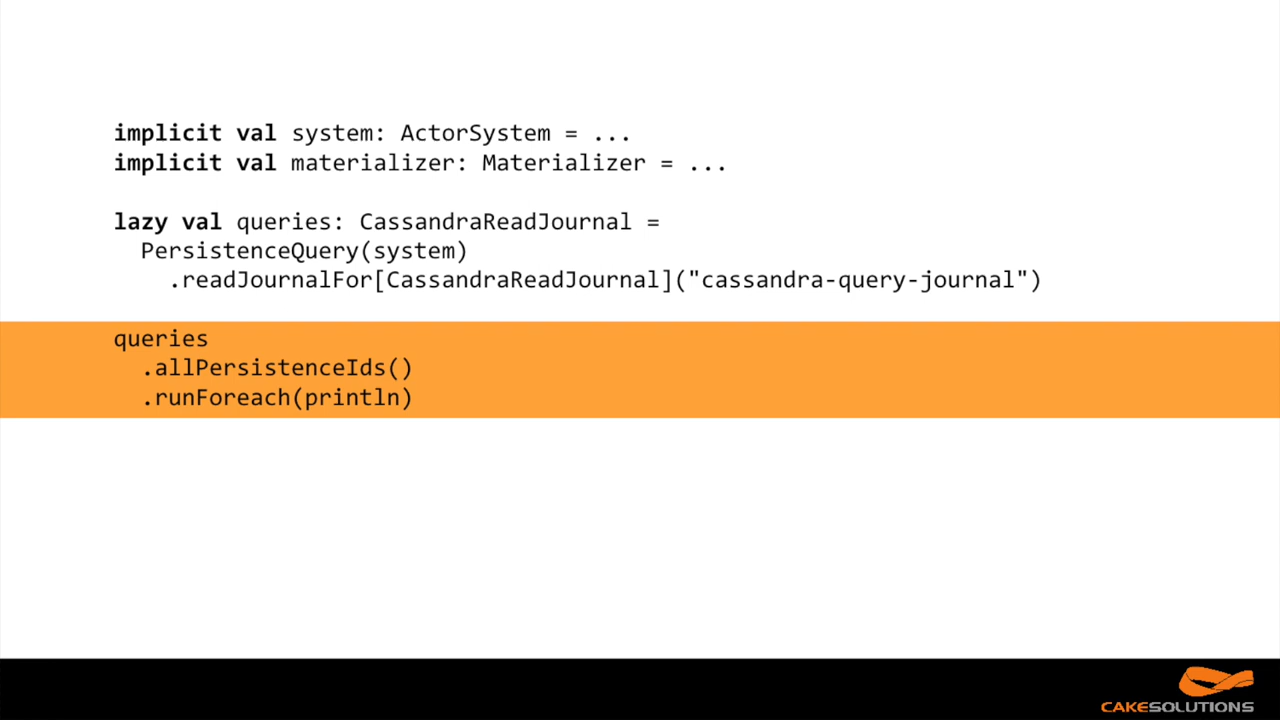 implicit val system: ActorSystem = ...
implicit val materializer: Materializer = ...
lazy val queries: CassandraReadJournal =
PersistenceQuery(system)
.readJournalFor[CassandraReadJournal]("cassandra-query-journal")
queries
.allPersistenceIds()
.runForeach(println)
CAKESOLUTIONS